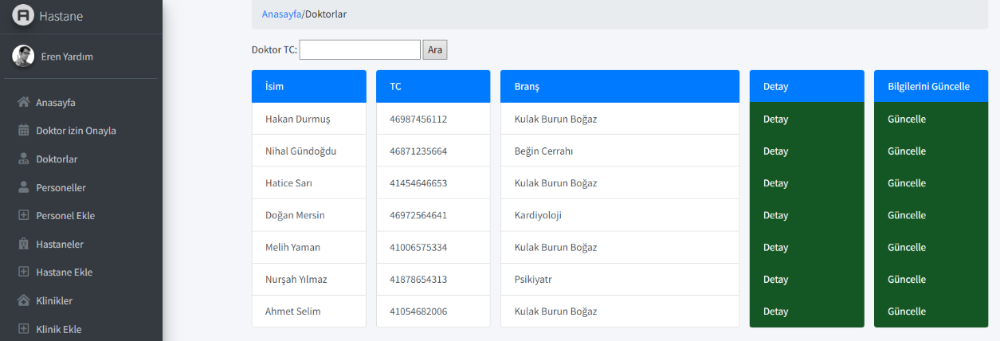 Hastane
Eren Yardım
Anasayfa
Doktor izin Onayla
Doktorlar
Personeller
Personel Ekle
Hastaneler
Hastane Ekle
Klinikler
Klinik Ekle
Anasayfa/Doktorlar
Doktor TC: Ara
İsim TC Branş Detay Bilgilerini Güncelle
Hakan Durmuş 46987456112 Kulak Burun Boğaz Detay Güncelle
Nihal Gündoğdu 46871235664 Beğin Cerrahı Detay Güncelle
Hatice Sarı 41454646653 Kulak Burun Boğaz Detay Güncelle
Doğan Mersin 46972564641 Kardiyoloji Detay Güncelle
Melih Yaman 41006575334 Kulak Burun Boğaz Detay Güncelle
Nurşah Yılmaz 41878654313 Psikiyatr Detay Güncelle
Ahmet Selim 41054682006 Kulak Burun Boğaz Detay Güncelle